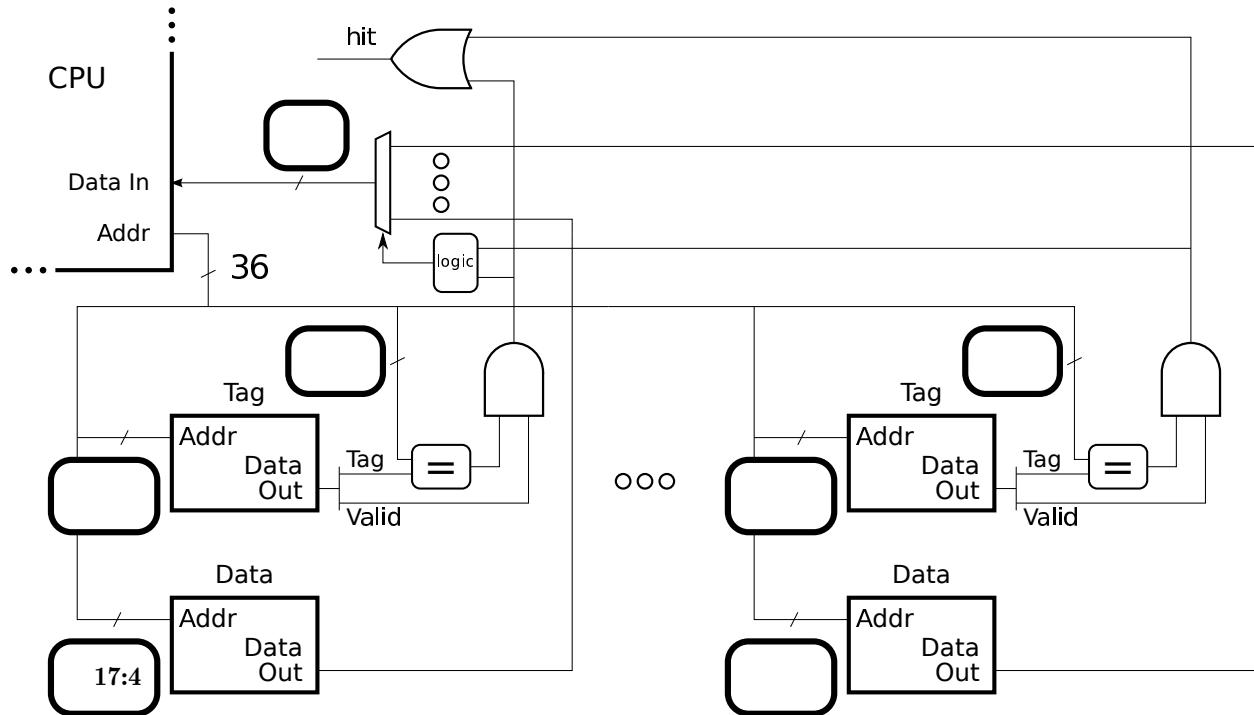 hit
CPU
Data In
Addr
36
logic
Tag
Addr
Data
Out
Tag
=
Valid
Data
Addr
Data
Out
17:4
Tag
Addr
Data
Out
Tag
=
Valid
Data
Addr
Data
Out